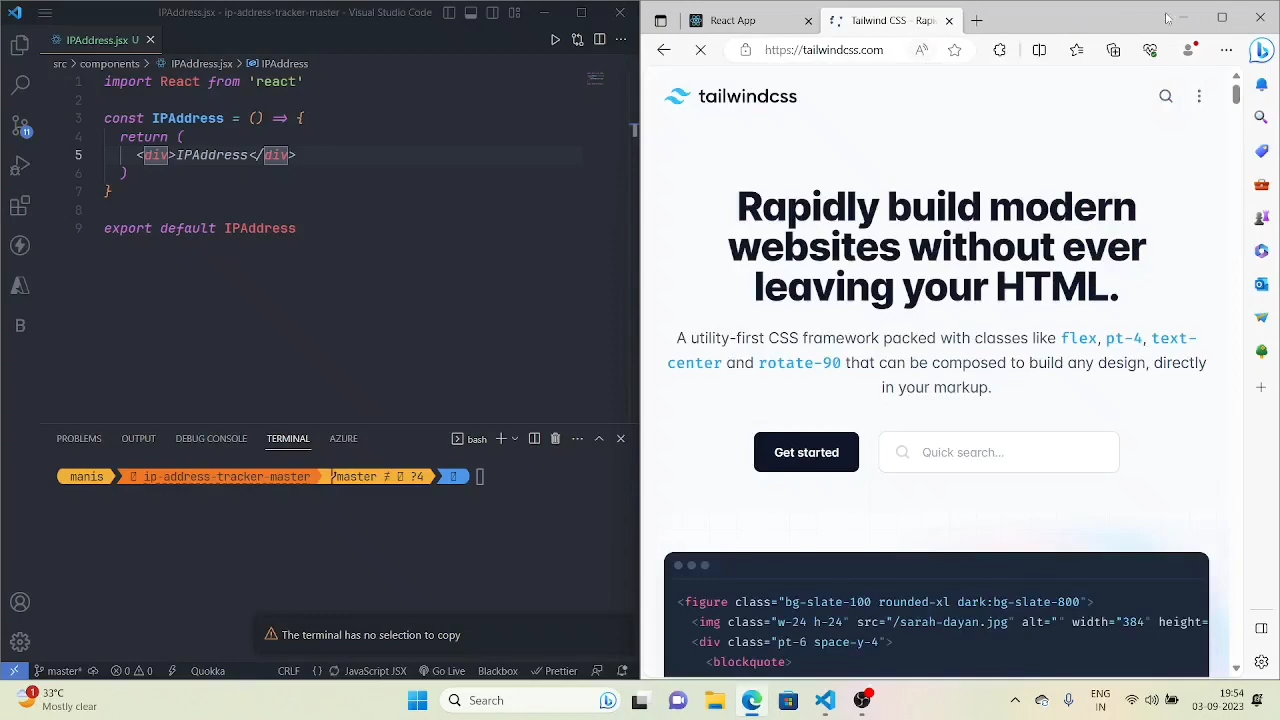 IPAddress.jsx - ip-address-tracker-master - Visual Studio Code
IPAddress.jsx U
src > commons > IPAddress.jsx > IPAddress
1 import React from 'react'
2
3 const IPAddress = () => {
4 return (
5 <div>IPAddress</div>
6 )
7 }
8
9 export default IPAddress
11
B
PROBLEMS OUTPUT DEBUG CONSOLE TERMINAL AZURE
bash
manis ip-address-tracker-master master ≠ ?4
The terminal has no selection to copy
master* 0 0 Quokka CRLF {} JavaScript JSX Go Live Blackbox Prettier
React App
Tailwind CSS - Rapi
https://tailwindcss.com
tailwindcss
Rapidly build modern
websites without ever
leaving your HTML.
A utility-first CSS framework packed with classes like flex, pt-4, text-
center and rotate-90 that can be composed to build any design, directly
in your markup.
Get started
Quick search...
<figure class="bg-slate-100 rounded-xl dark:bg-slate-800">
<img class="w-24 h-24" src="/sarah-dayan.jpg" alt="" width="384" height=
<div class="pt-6 space-y-4">
<blockquote>
1
33°C
Mostly clear
Search
ENG
IN
19:54
03-09-2023